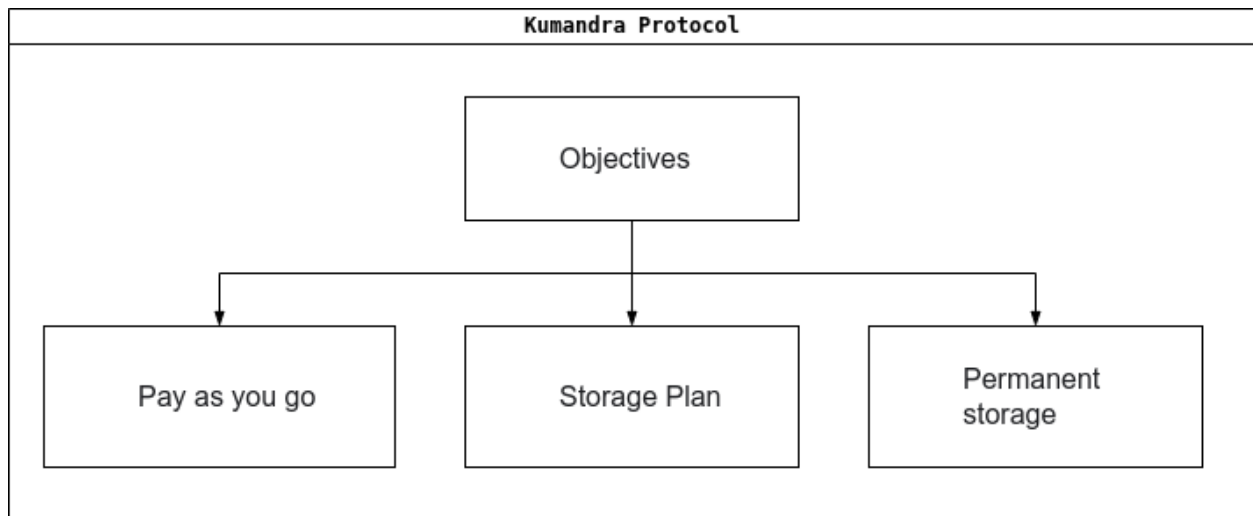 Kumandra Protocol
Objectives
Pay as you go
Storage Plan
Permanent
storage